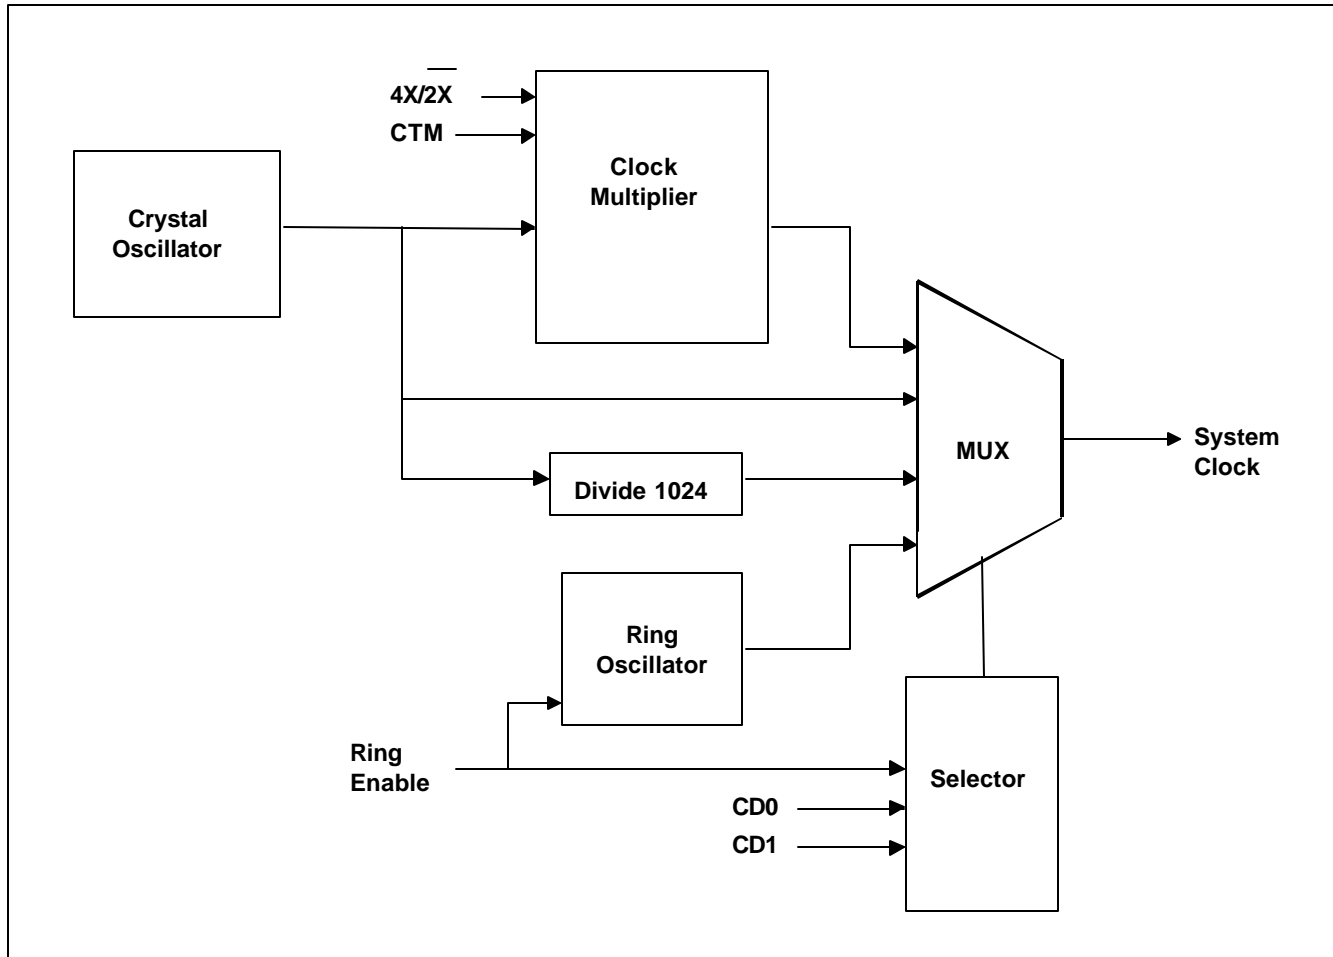 4X/2X
CTM
Clock
Multiplier
Crystal
Oscillator
MUX
System
Clock
Divide 1024
Ring
Oscillator
Ring
Enable
Selector
CD0
CD1